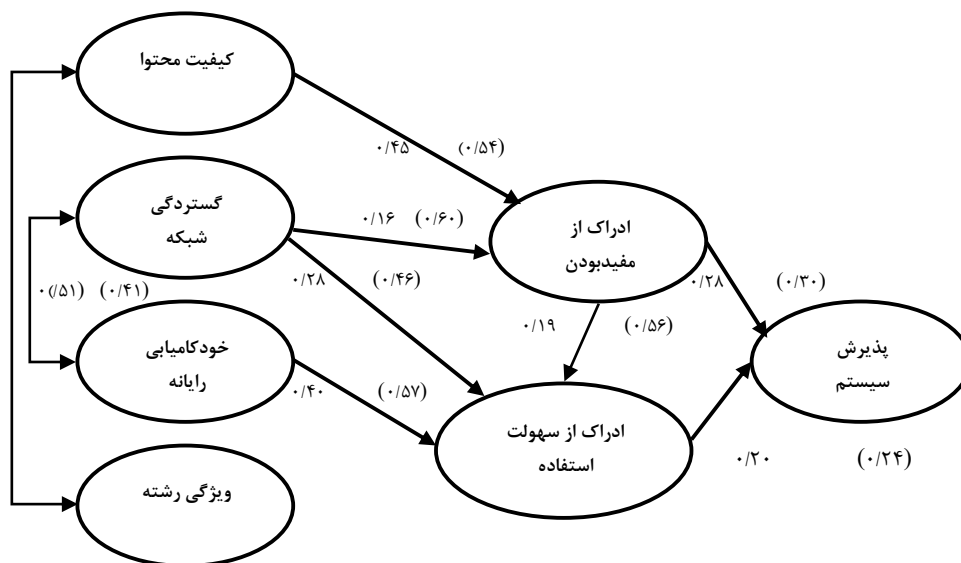 کیفیت محتوا
۰/۴۵ (۰/۵۴)
گستردگی
شبکه
ادراک از
مفیدبودن
۰/۱۶ (۰/۶۰)
۰/۲۸ (۰/۴۶)
۰/۲۸ (۰/۳۰)
۰(/۵۱) (۰/۴۱)
۰/۱۹ (۰/۵۶)
خودکامیابی
رایانه
پذیرش
سیستم
۰/۴۰ (۰/۵۷)
ادراک از سهولت
استفاده
۰/۲۰ (۰/۲۴)
ویژگی رشته